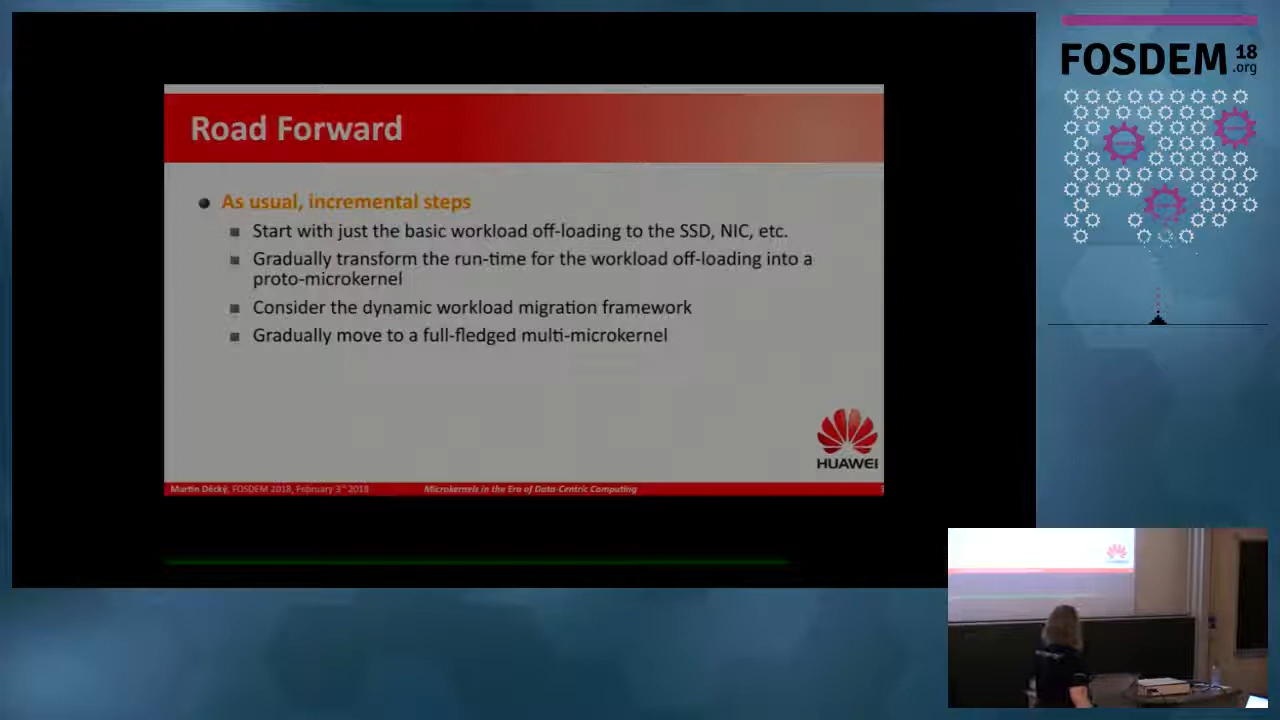 FOSDEM 18
.org
Road Forward
As usual, incremental steps
Start with just the basic workload off-loading to the SSD, NIC, etc.
Gradually transform the run-time for the workload off-loading into a
proto-microkernel
Consider the dynamic workload migration framework
Gradually move to a full-fledged multi-microkernel
HUAWEI
Martin Děcký, FOSDEM 2018, February 3rd 2018
Microkernels in the Era of Data-Centric Computing